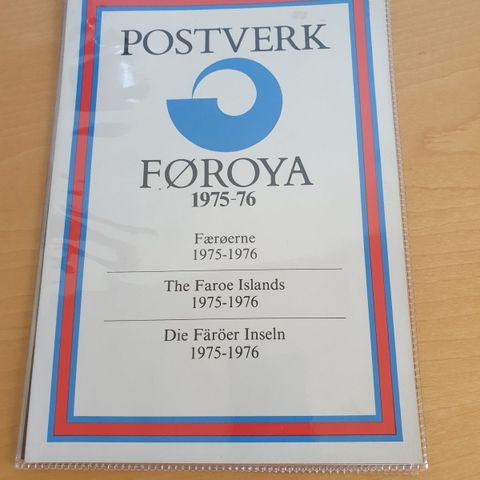 POSTVERK
FØROYA
1975-76
Færøerne
1975-1976
The Faroe Islands
1975-1976
Die Färöer Inseln
1975-1976